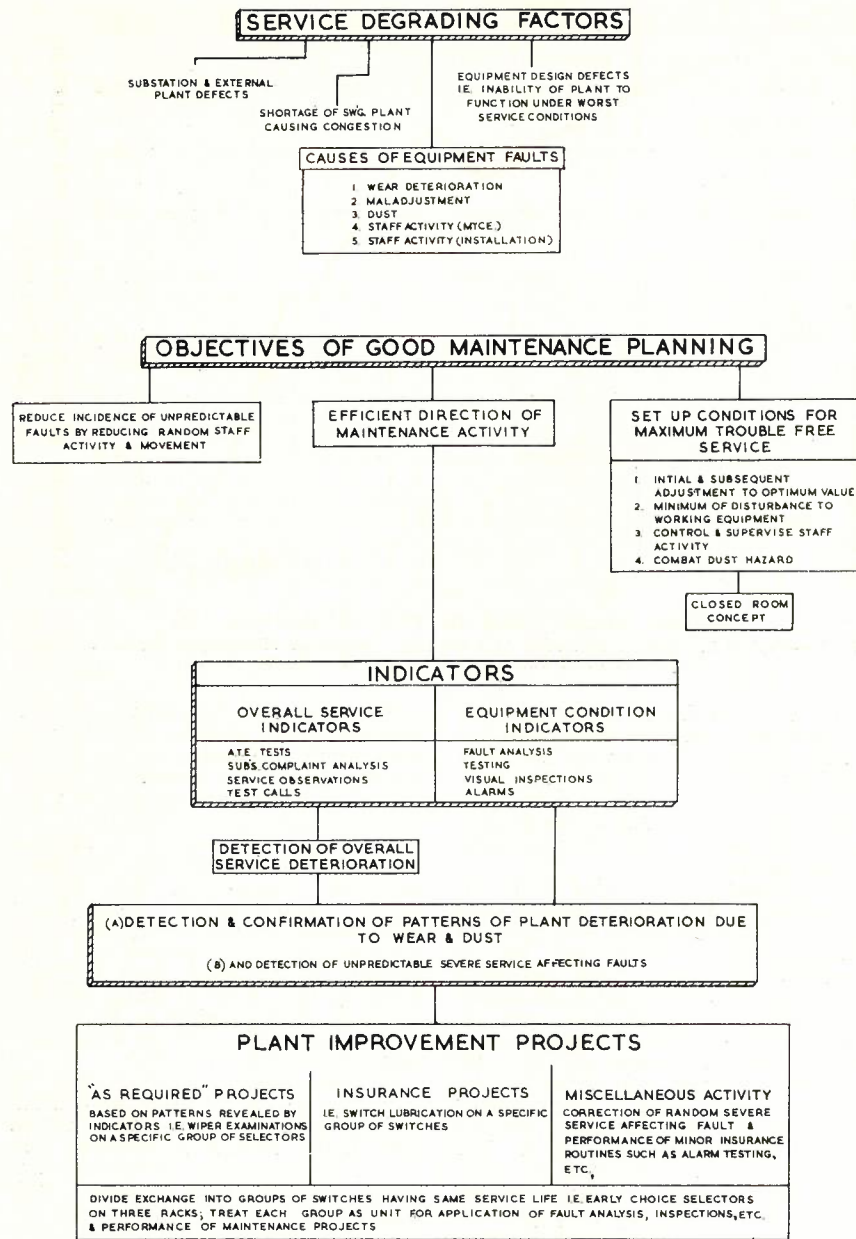 SERVICE DEGRADING FACTORS
SUBSTATION & EXTERNAL
PLANT DEFECTS
SHORTAGE OF SWG. PLANT
CAUSING CONGESTION
EQUIPMENT DESIGN DEFECTS
I.E. INABILITY OF PLANT TO
FUNCTION UNDER WORST
SERVICE CONDITIONS
CAUSES OF EQUIPMENT FAULTS
1 WEAR DETERIORATION
2 MALADJUSTMENT
3. DUST
4. STAFF ACTIVITY (MTCE.)
5. STAFF ACTIVITY (INSTALLATION)
OBJECTIVES OF GOOD MAINTENANCE PLANNING
REDUCE INCIDENCE OF UNPREDICTABLE
FAULTS BY REDUCING RANDOM STAFF
ACTIVITY & MOVEMENT
EFFICIENT DIRECTION OF
MAINTENANCE ACTIVITY
SET UP CONDITIONS FOR
MAXIMUM TROUBLE FREE
SERVICE
1. INTIAL & SUBSEQUENT
ADJUSTMENT TO OPTIMUM VALUE
2. MINIMUM OF DISTURBANCE TO
WORKING EQUIPMENT
3. CONTROL & SUPERVISE STAFF
ACTIVITY
4. COMBAT DUST HAZARD
CLOSED ROOM
CONCEPT
INDICATORS
OVERALL SERVICE
INDICATORS
A.T.E. TESTS
SUB'S. COMPLAINT ANALYSIS
SERVICE OBSERVATIONS
TEST CALLS
EQUIPMENT CONDITION
INDICATORS
FAULT ANALYSIS
TESTING
VISUAL INSPECTIONS
ALARMS
DETECTION OF OVERALL
SERVICE DETERIORATION
(A) DETECTION & CONFIRMATION OF PATTERNS OF PLANT DETERIORATION DUE
TO WEAR & DUST
(B) AND DETECTION OF UNPREDICTABLE SEVERE SERVICE AFFECTING FAULTS
PLANT IMPROVEMENT PROJECTS
"AS REQUIRED" PROJECTS
BASED ON PATTERNS REVEALED BY
INDICATORS I.E. WIPER EXAMINATIONS
ON A SPECIFIC GROUP OF SELECTORS
INSURANCE PROJECTS
I.E. SWITCH LUBRICATION ON A SPECIFIC
GROUP OF SWITCHES
MISCELLANEOUS ACTIVITY
CORRECTION OF RANDOM SEVERE
SERVICE AFFECTING FAULT &
PERFORMANCE OF MINOR INSURANCE
ROUTINES SUCH AS ALARM TESTING,
ETC,
DIVIDE EXCHANGE INTO GROUPS OF SWITCHES HAVING SAME SERVICE LIFE I.E. EARLY CHOICE SELECTORS
ON THREE RACKS; TREAT EACH GROUP AS UNIT FOR APPLICATION OF FAULT ANALYSIS, INSPECTIONS, ETC.
& PERFORMANCE OF MAINTENANCE PROJECTS